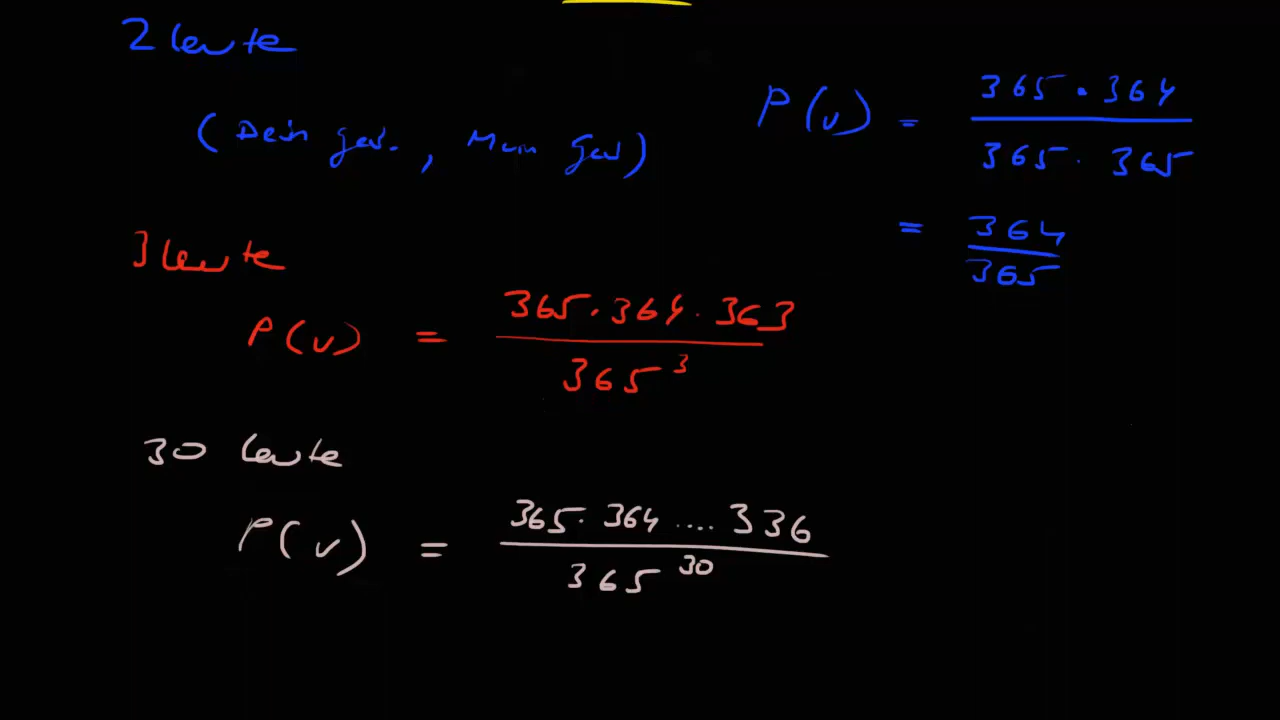 2 Leute
(Dein geb. , Mein geb)
P(v) = 365 · 364 / 365 · 365
= 364 / 365
3 Leute
P(v) = 365 · 364 · 363 / 365³
30 Leute
P(v) = 365 · 364 .... 336 / 365³⁰